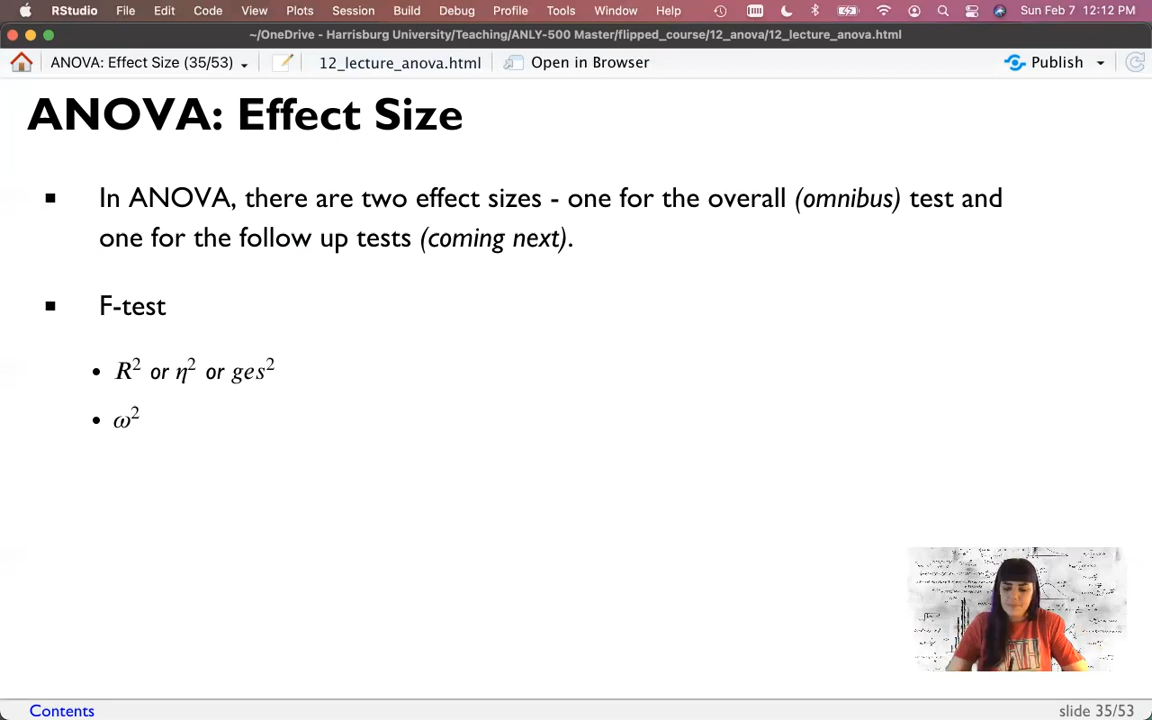 RStudio File Edit Code View Plots Session Build Debug Profile Tools Window Help Sun Feb 7 12:12 PM
~/OneDrive - Harrisburg University/Teaching/ANLY-500 Master/flipped_course/12_anova/12_lecture_anova.html
ANOVA: Effect Size (35/53) 12_lecture_anova.html Open in Browser Publish
ANOVA: Effect Size
▪ In ANOVA, there are two effect sizes - one for the overall (omnibus) test and
one for the follow up tests (coming next).
▪ F-test
• R² or η² or ges²
• ω²
Contents slide 35/53